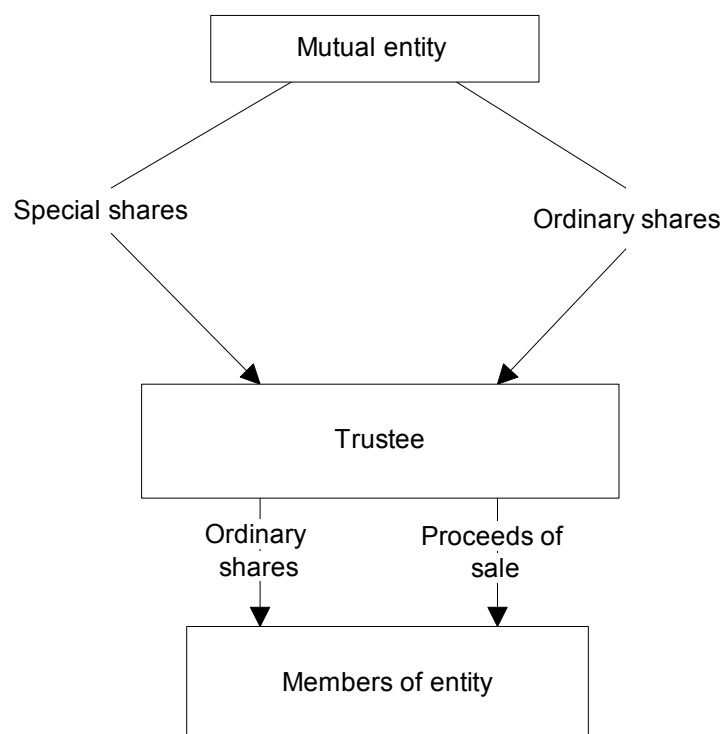 Mutual entity
Special shares
Ordinary shares
Trustee
Ordinary
shares
Proceeds of
sale
Members of entity